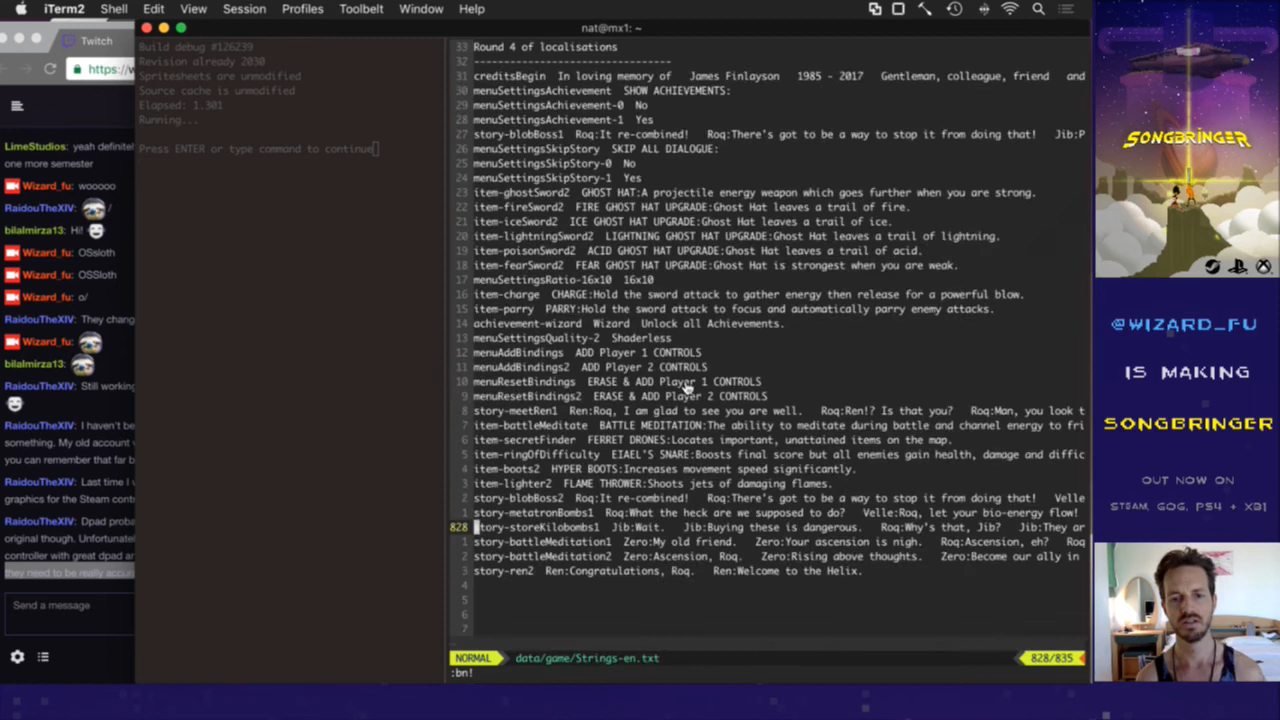 iTerm2 Shell Edit View Session Profiles Toolbelt Window Help
nat@mx1: ~
Twitch
https://w
LimeStudios: yeah definitel
one more semester
Wizard_fu: wooooo
RaidouTheXIV: /
bilalmirza13: Hi!
Wizard_fu: OSsloth
Wizard_fu: OSSloth
Wizard_fu: o/
RaidouTheXIV: They chang
Wizard_fu:
bilalmirza13:
RaidouTheXIV: Still working
RaidouTheXIV: I haven't be
something. My old account
you can remember that far b
RaidouTheXIV: Last time I
graphics for the Steam cont
RaidouTheXIV: Dpad proba
original though. Unfortunate
controller with great dpad ar
they need to be really accur
Send a message
Build debug #126239
Revision already 2030
Spritesheets are unmodified
Source cache is unmodified
Elapsed: 1.301
Running...
Press ENTER or type command to continue
33 Round 4 of localisations
32 -------------------------------
31 creditsBegin In loving memory of James Finlayson 1985 - 2017 Gentleman, colleague, friend and
30 menuSettingsAchievement SHOW ACHIEVEMENTS:
29 menuSettingsAchievement-0 No
28 menuSettingsAchievement-1 Yes
27 story-blobBoss1 Roq:It re-combined! Roq:There's got to be a way to stop it from doing that! Jib:P
26 menuSettingsSkipStory SKIP ALL DIALOGUE:
25 menuSettingsSkipStory-0 No
24 menuSettingsSkipStory-1 Yes
23 item-ghostSword2 GHOST HAT:A projectile energy weapon which goes further when you are strong.
22 item-fireSword2 FIRE GHOST HAT UPGRADE:Ghost Hat leaves a trail of fire.
21 item-iceSword2 ICE GHOST HAT UPGRADE:Ghost Hat leaves a trail of ice.
20 item-lightningSword2 LIGHTNING GHOST HAT UPGRADE:Ghost Hat leaves a trail of lightning.
19 item-poisonSword2 ACID GHOST HAT UPGRADE:Ghost Hat leaves a trail of acid.
18 item-fearSword2 FEAR GHOST HAT UPGRADE:Ghost Hat is strongest when you are weak.
17 menuSettingsRatio-16x10 16x10
16 item-charge CHARGE:Hold the sword attack to gather energy then release for a powerful blow.
15 item-parry PARRY:Hold the sword attack to focus and automatically parry enemy attacks.
14 achievement-wizard Wizard Unlock all Achievements.
13 menuSettingsQuality-2 Shaderless
12 menuAddBindings ADD Player 1 CONTROLS
11 menuAddBindings2 ADD Player 2 CONTROLS
10 menuResetBindings ERASE & ADD Player 1 CONTROLS
9 menuResetBindings2 ERASE & ADD Player 2 CONTROLS
8 story-meetRen1 Ren:Roq, I am glad to see you are well. Roq:Ren!? Is that you? Roq:Man, you look t
7 item-battleMeditate BATTLE MEDITATION:The ability to meditate during battle and channel energy to fri
6 item-secretFinder FERRET DRONES:Locates important, unattained items on the map.
5 item-ringOfDifficulty EIAEL'S SNARE:Boosts final score but all enemies gain health, damage and diffic
4 item-boots2 HYPER BOOTS:Increases movement speed significantly.
3 item-lighter2 FLAME THROWER:Shoots jets of damaging flames.
2 story-blobBoss2 Roq:It re-combined! Roq:There's got to be a way to stop it from doing that! Velle
1 story-metatronBombs1 Roq:What the heck are we supposed to do? Velle:Roq, let your bio-energy flow!
828 story-storeKilobombs1 Jib:Wait. Jib:Buying these is dangerous. Roq:Why's that, Jib? Jib:They ar
1 story-battleMeditation1 Zero:My old friend. Zero:Your ascension is nigh. Roq:Ascension, eh? Roq
2 story-battleMeditation2 Zero:Ascension, Roq. Zero:Rising above thoughts. Zero:Become our ally in
3 story-ren2 Ren:Congratulations, Roq. Ren:Welcome to the Helix.
4
5
6
7
NORMAL data/game/Strings-en.txt 828/835
:bn!
SONGBRINGER
@WIZARD_FU
IS MAKING
SONGBRINGER
OUT NOW ON
STEAM, GOG, PS4 + XB1